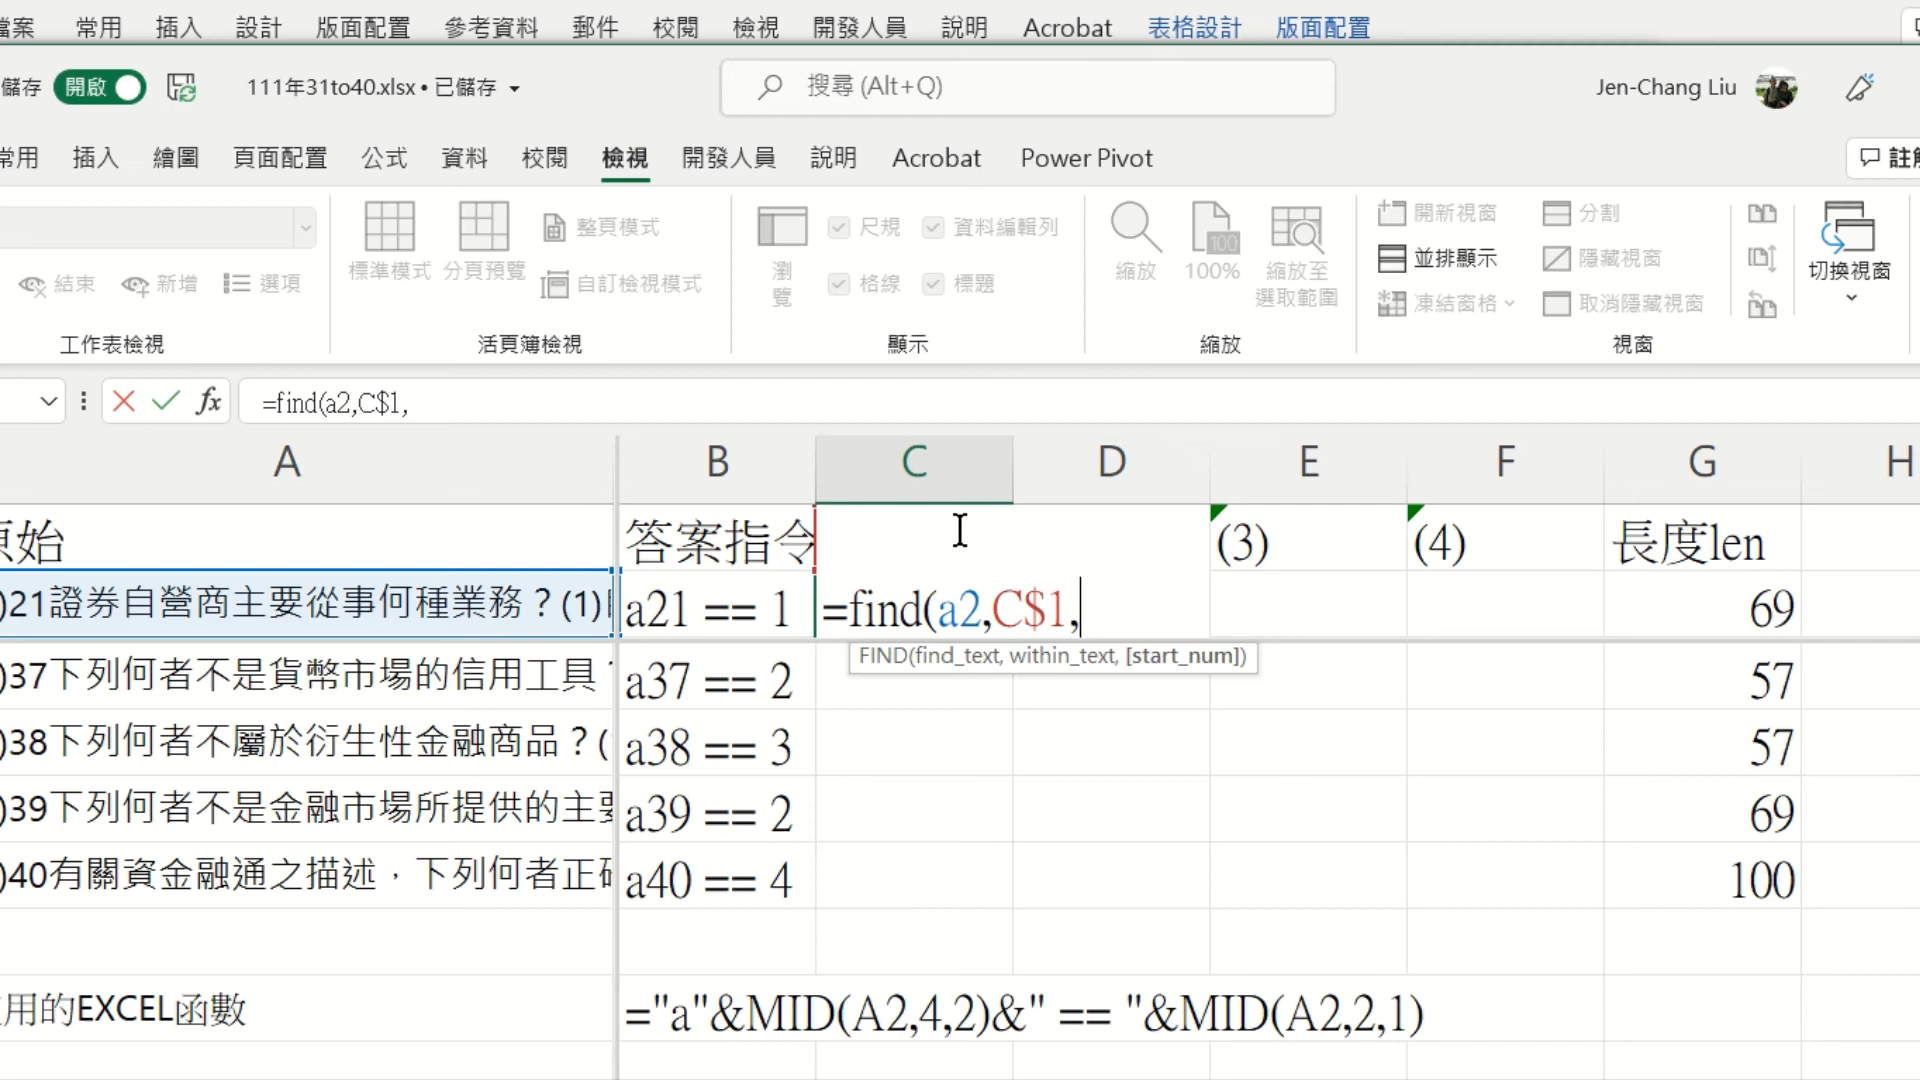 檔案 常用 插入 設計 版面配置 參考資料 郵件 校閱 檢視 開發人員 說明 Acrobat 表格設計 版面配置
儲存 開啟 111年31to40.xlsx • 已儲存 搜尋 (Alt+Q) Jen-Chang Liu
常用 插入 繪圖 頁面配置 公式 資料 校閱 檢視 開發人員 說明 Acrobat Power Pivot 註解
整頁模式 尺規 資料編輯列 開新視窗 分割
標準模式 分頁預覽 瀏覽 縮放 100% 縮放至選取範圍 並排顯示 隱藏視窗 切換視窗
結束 新增 選項 自訂檢視模式 格線 標題 凍結窗格 取消隱藏視窗
工作表檢視 活頁簿檢視 顯示 縮放 視窗
fx =find(a2,C$1,
A B C D E F G H
原始 答案指令 (3) (4) 長度len
)21證券自營商主要從事何種業務？(1) a21 == 1 =find(a2,C$1, 69
FIND(find_text, within_text, [start_num])
)37下列何者不是貨幣市場的信用工具？ a37 == 2 57
)38下列何者不屬於衍生性金融商品？( a38 == 3 57
)39下列何者不是金融市場所提供的主要 a39 == 2 69
)40有關資金融通之描述，下列何者正確 a40 == 4 100
用的EXCEL函數 ="a"&MID(A2,4,2)&" == "&MID(A2,2,1)